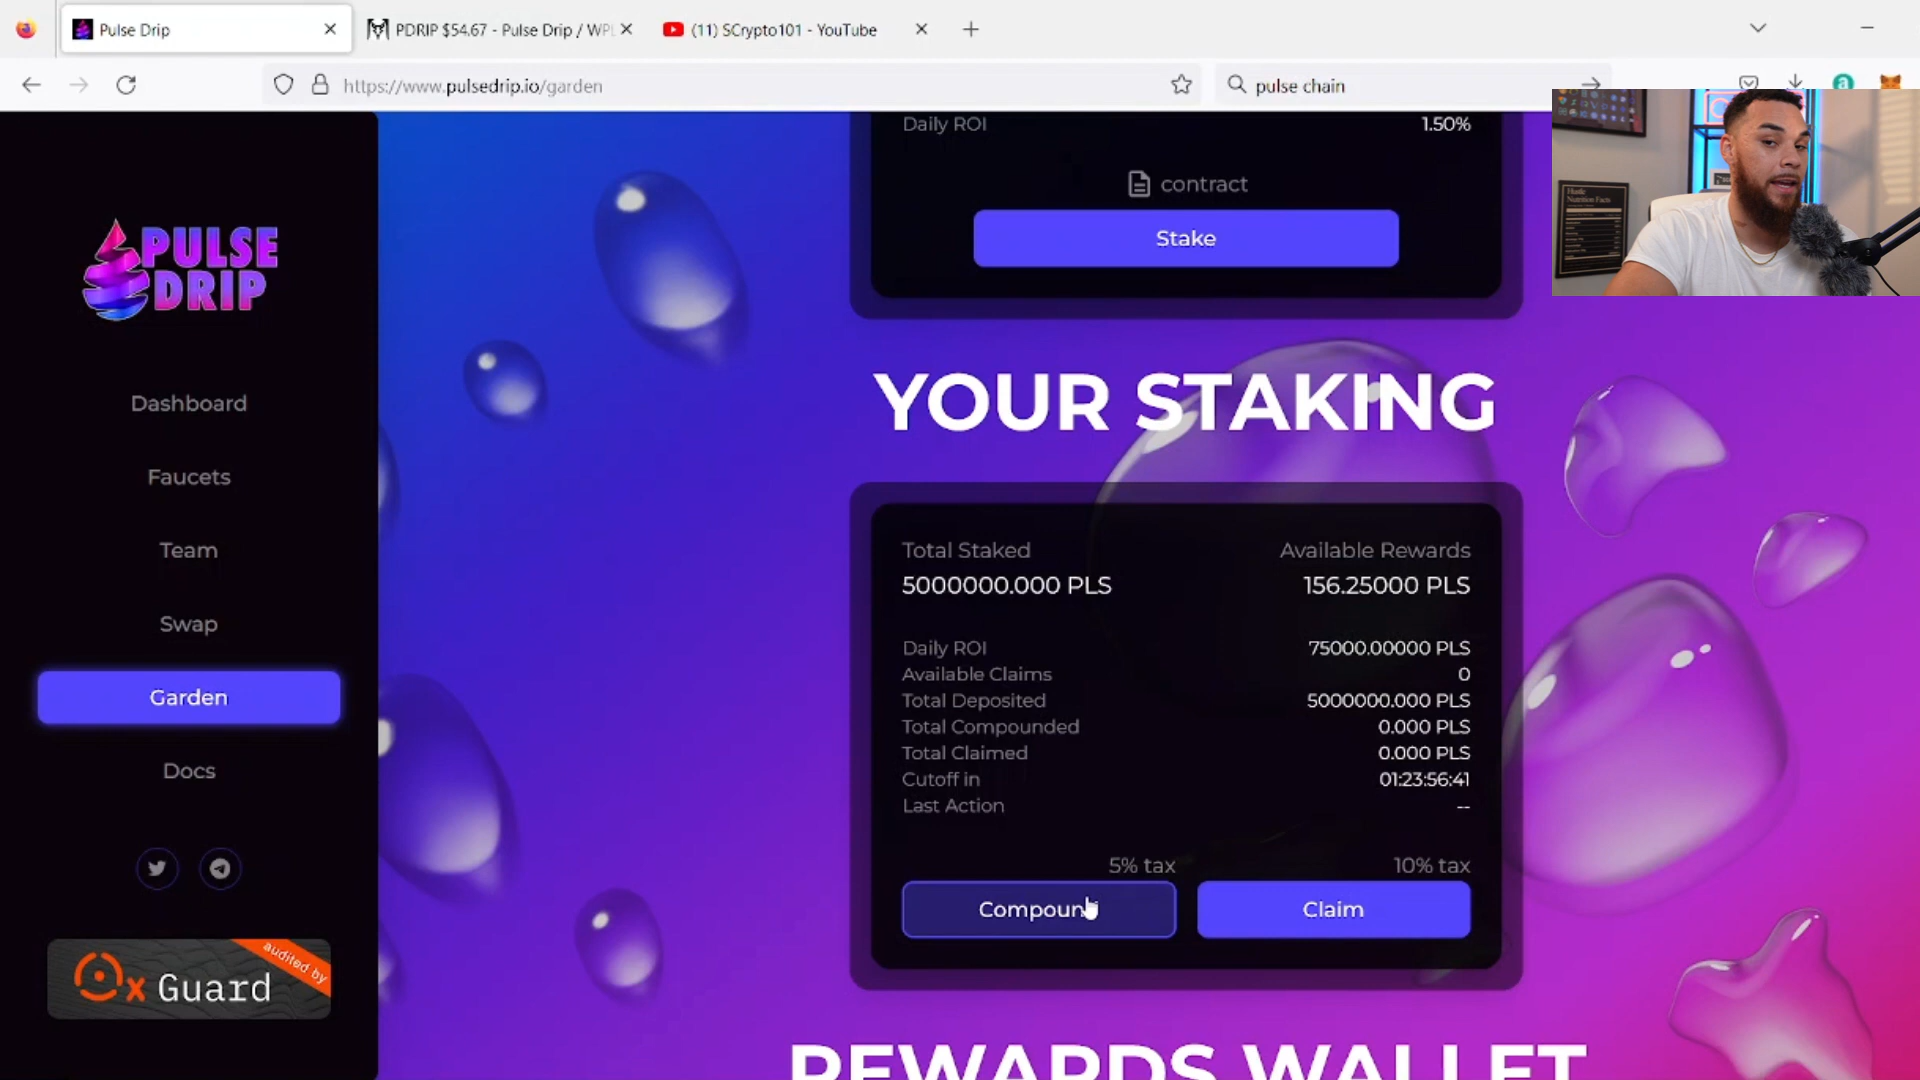 Pulse Drip
PDRIP $54.67 - Pulse Drip / WPL
(11) SCrypto101 - YouTube
https://www.pulsedrip.io/garden
pulse chain
PULSE
DRIP
Dashboard
Faucets
Team
Swap
Garden
Docs
audited by
Ox Guard
Daily ROI 1.50%
contract
Stake
YOUR STAKING
Total Staked Available Rewards
5000000.000 PLS 156.25000 PLS
Daily ROI 75000.00000 PLS
Available Claims 0
Total Deposited 5000000.000 PLS
Total Compounded 0.000 PLS
Total Claimed 0.000 PLS
Cutoff in 01:23:56:41
Last Action --
5% tax 10% tax
Compound Claim
REWARDS WALLET
Hustle
Nutrition Facts